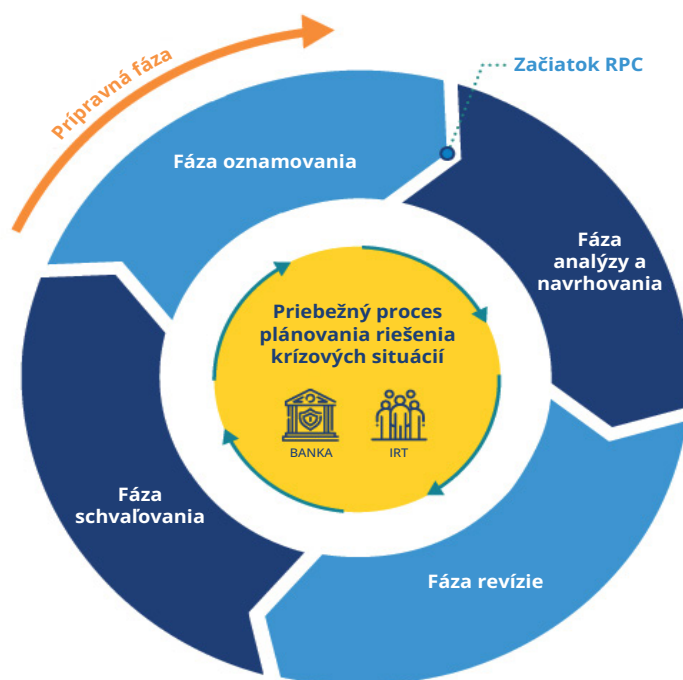 Prípravná fáza
Začiatok RPC
Fáza oznamovania
Fáza
analýzy a
navrhovania
Priebežný proces
plánovania riešenia
krízových situácií
BANKA
IRT
Fáza
schvaľovania
Fáza revízie